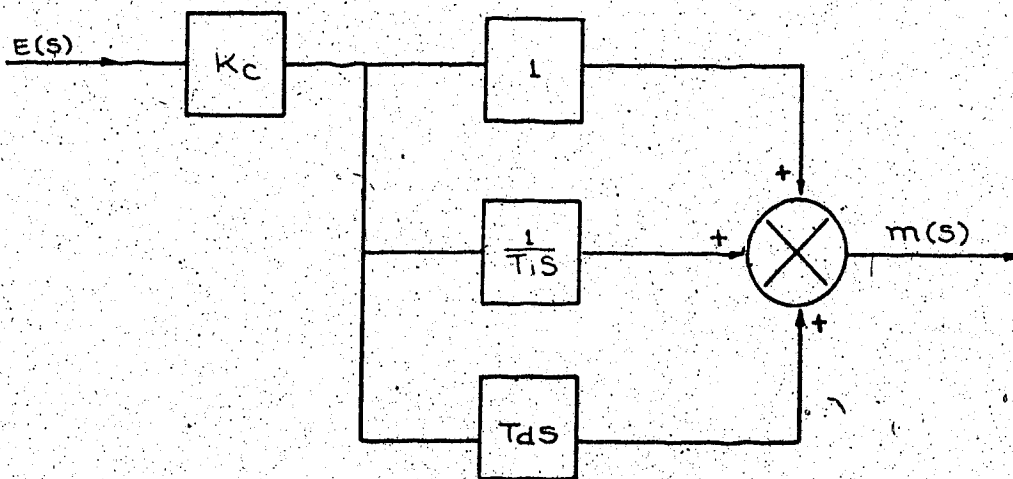 E(S)
Kc
1
+
1
TiS
+
m(S)
+
TdS